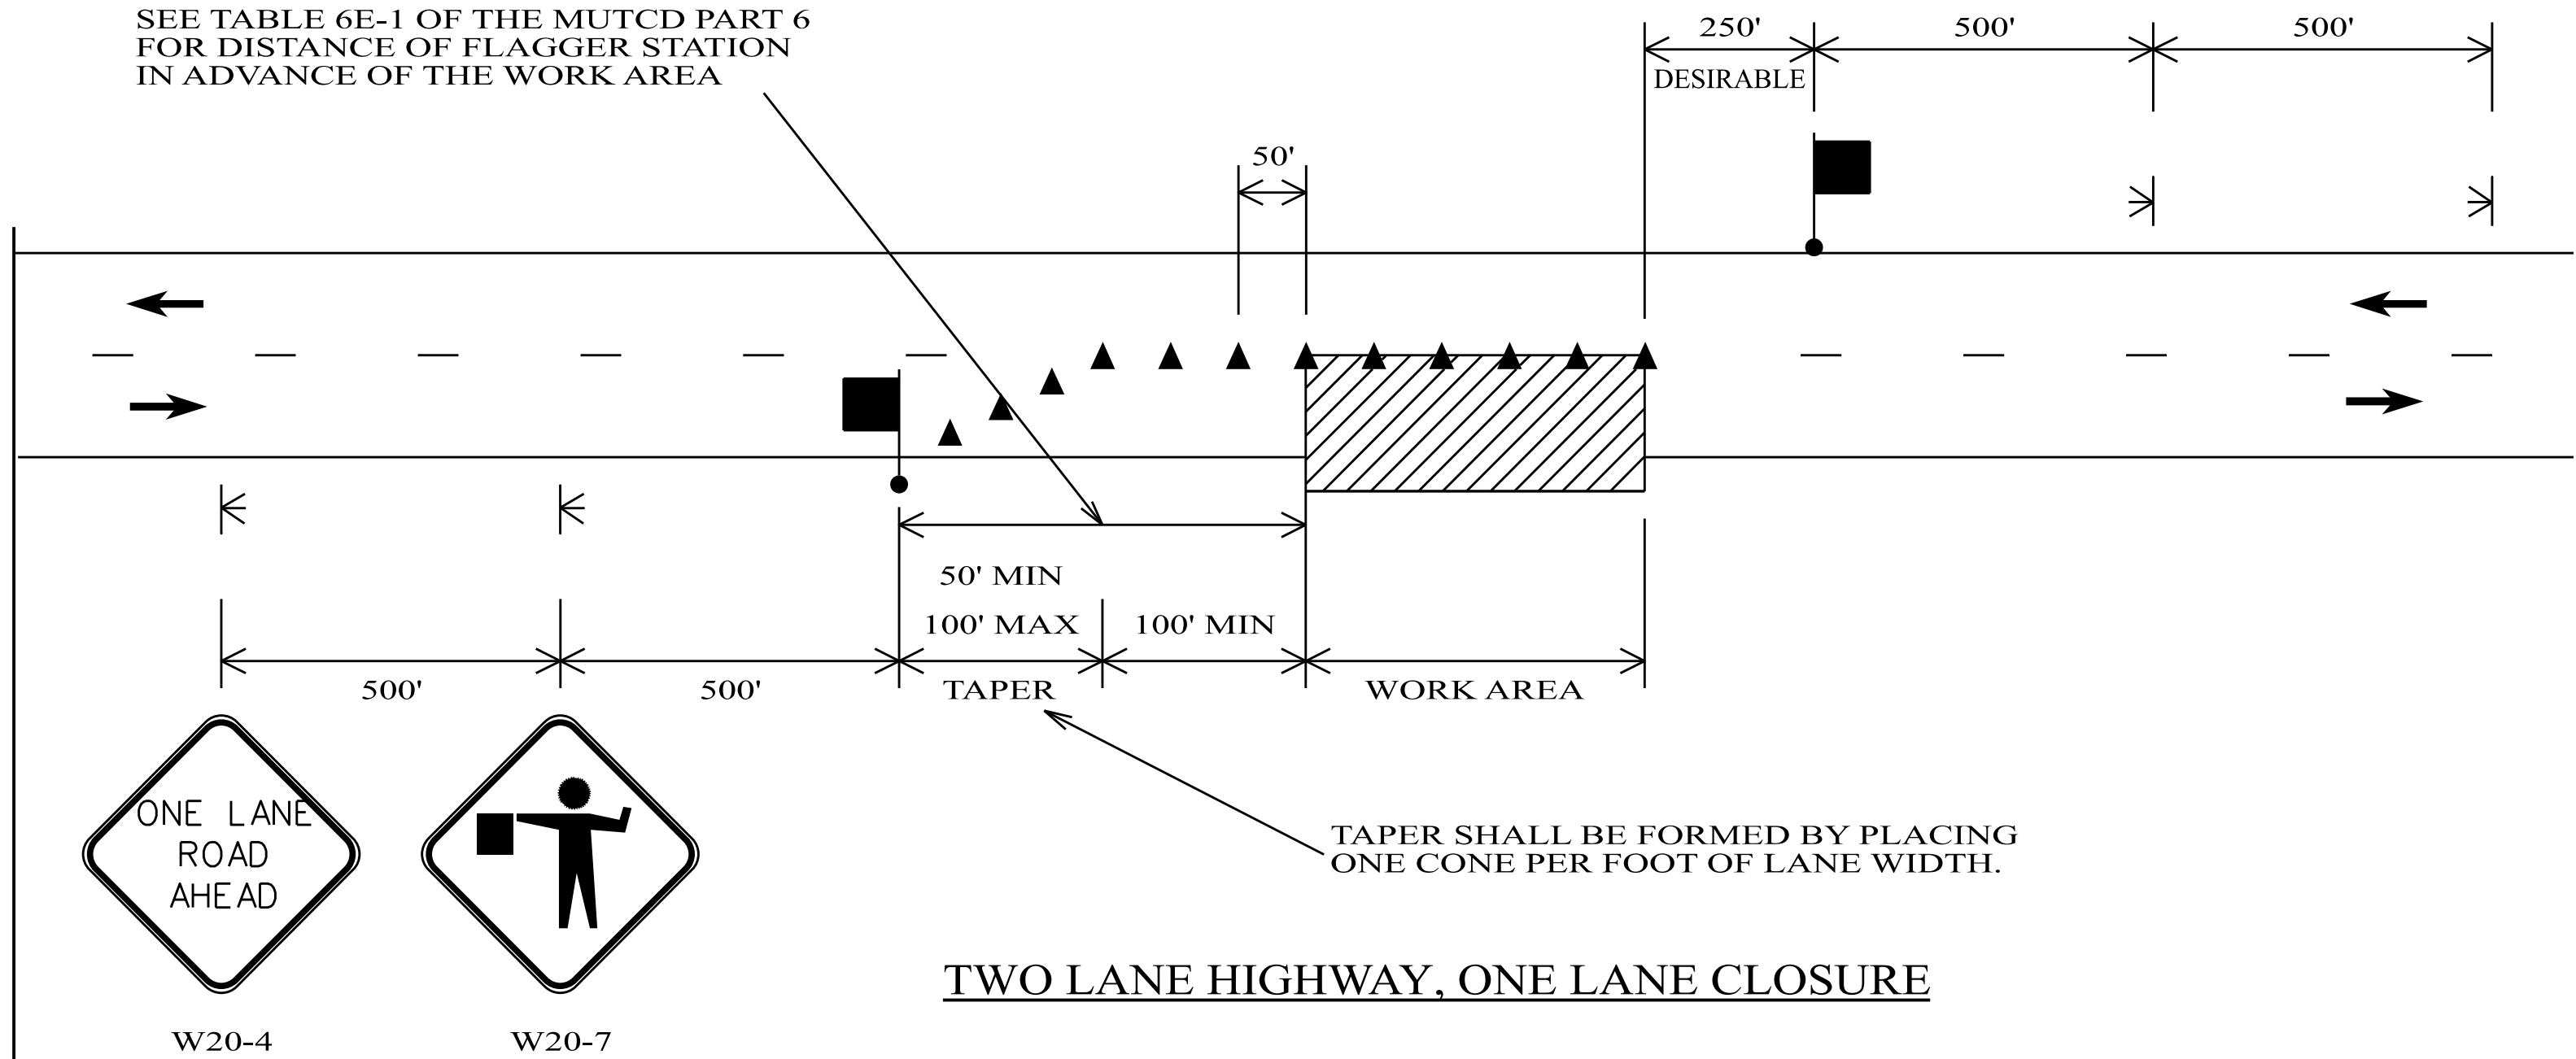 SEE TABLE 6E-1 OF THE MUTCD PART 6
FOR DISTANCE OF FLAGGER STATION
IN ADVANCE OF THE WORK AREA
250'
500'
500'
DESIRABLE
50'
50' MIN
100' MAX
100' MIN
500'
500'
TAPER
WORK AREA
ONE LANE
ROAD
AHEAD
TAPER SHALL BE FORMED BY PLACING
ONE CONE PER FOOT OF LANE WIDTH.
TWO LANE HIGHWAY, ONE LANE CLOSURE
W20-4
W20-7